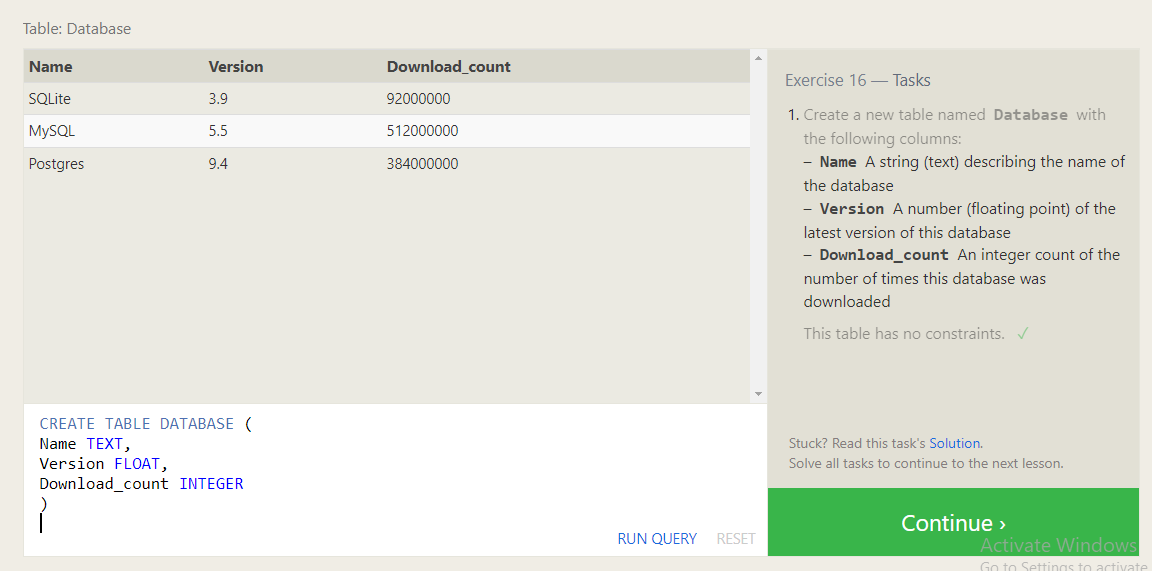 Table: Database
Name Version Download_count
SQLite 3.9 92000000
MySQL 5.5 512000000
Postgres 9.4 384000000
CREATE TABLE DATABASE (
Name TEXT,
Version FLOAT,
Download_count INTEGER
)
RUN QUERY RESET
Exercise 16 — Tasks
1. Create a new table named Database with
the following columns:
– Name A string (text) describing the name of
the database
– Version A number (floating point) of the
latest version of this database
– Download_count An integer count of the
number of times this database was
downloaded
This table has no constraints. ✓
Stuck? Read this task's Solution.
Solve all tasks to continue to the next lesson.
Continue ›
Activate Windows
Go to Settings to activate